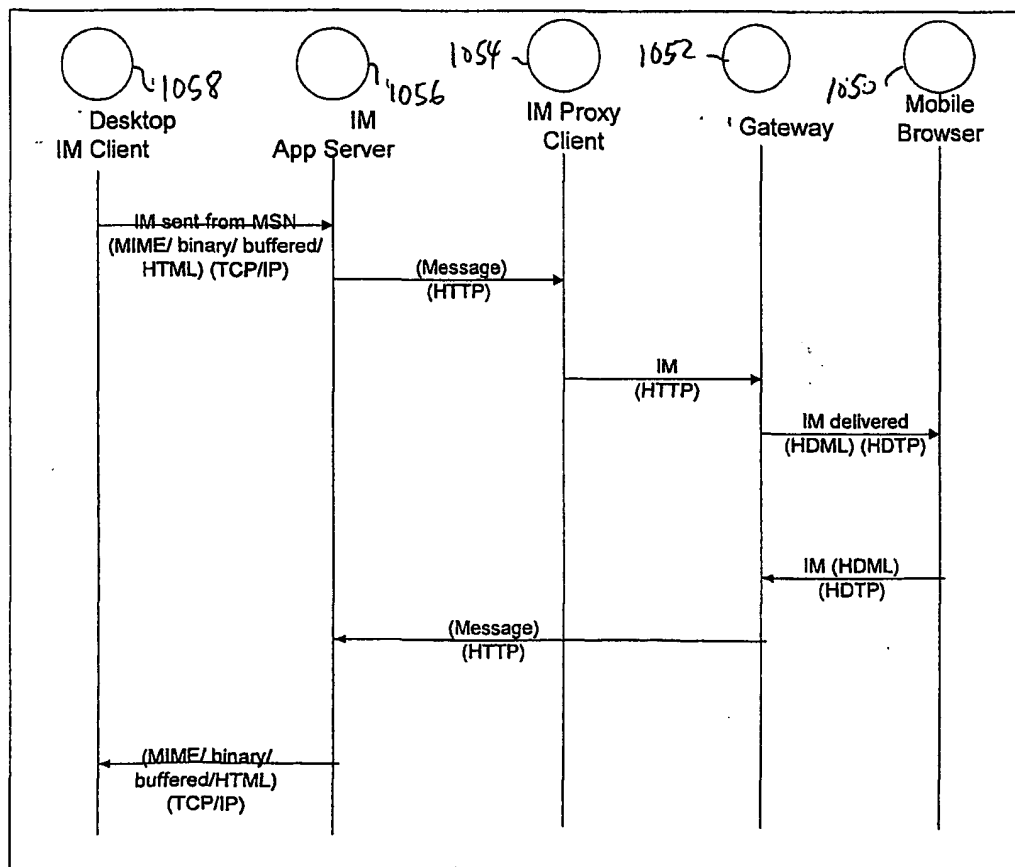 1058
Desktop
IM Client
1056
IM
App Server
1054
IM Proxy
Client
1052
Gateway
1050
Mobile
Browser
IM sent from MSN
(MIME/ binary/ buffered/
HTML) (TCP/IP)
(Message)
(HTTP)
IM
(HTTP)
IM delivered
(HDML) (HDTP)
IM (HDML)
(HDTP)
(Message)
(HTTP)
(MIME/ binary/
buffered/HTML)
(TCP/IP)